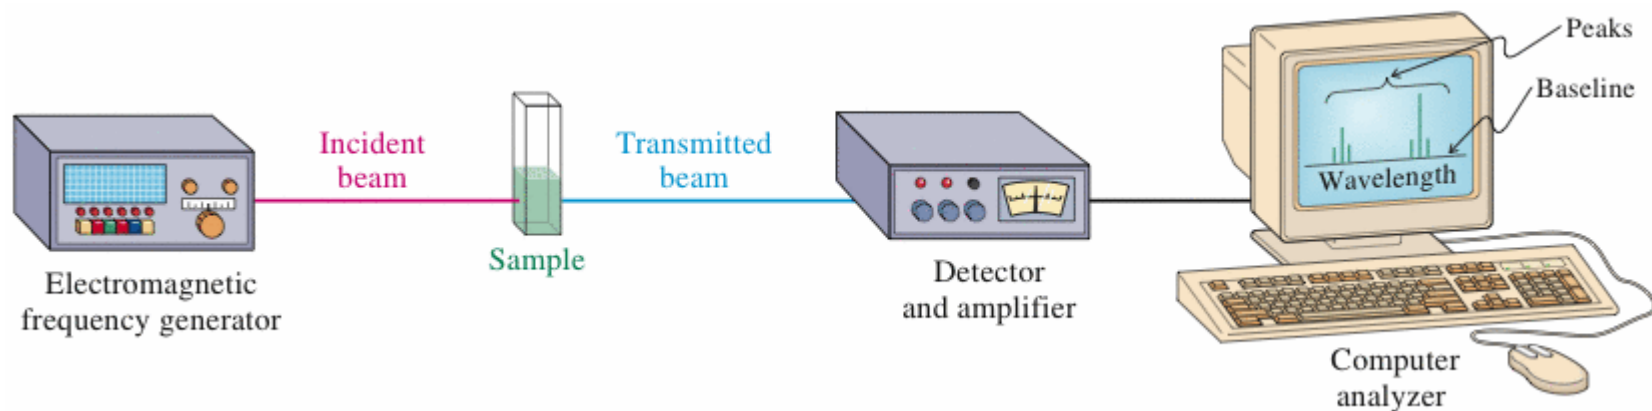 Peaks
Baseline
Incident
beam
Transmitted
beam
Wavelength
Sample
Electromagnetic
frequency generator
Detector
and amplifier
Computer
analyzer